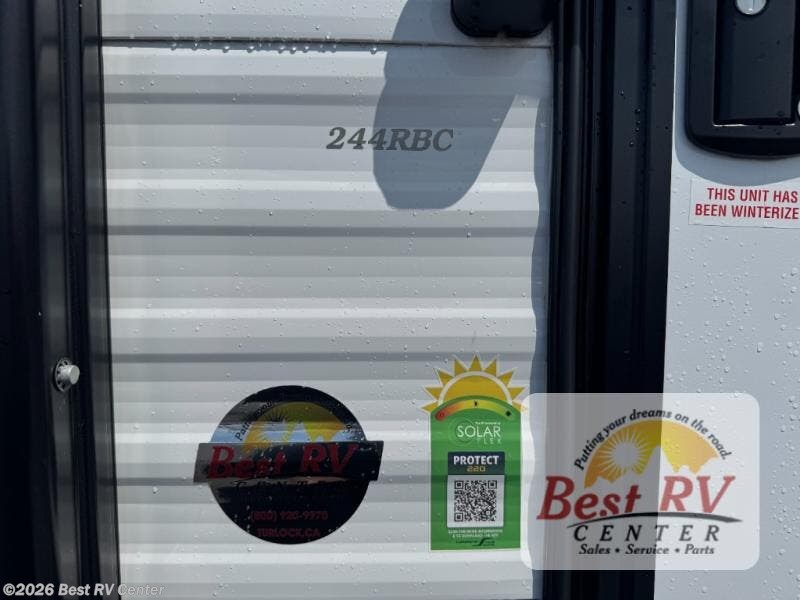 244RBC
THIS UNIT HAS
BEEN WINTERIZE
SOLAR
FLEX
PROTECT
220
Best RV
(800) 920-9970
TURLOCK, CA
Putting your dreams on the road.
Best RV
CENTER
Sales • Service • Parts
©2026 Best RV Center